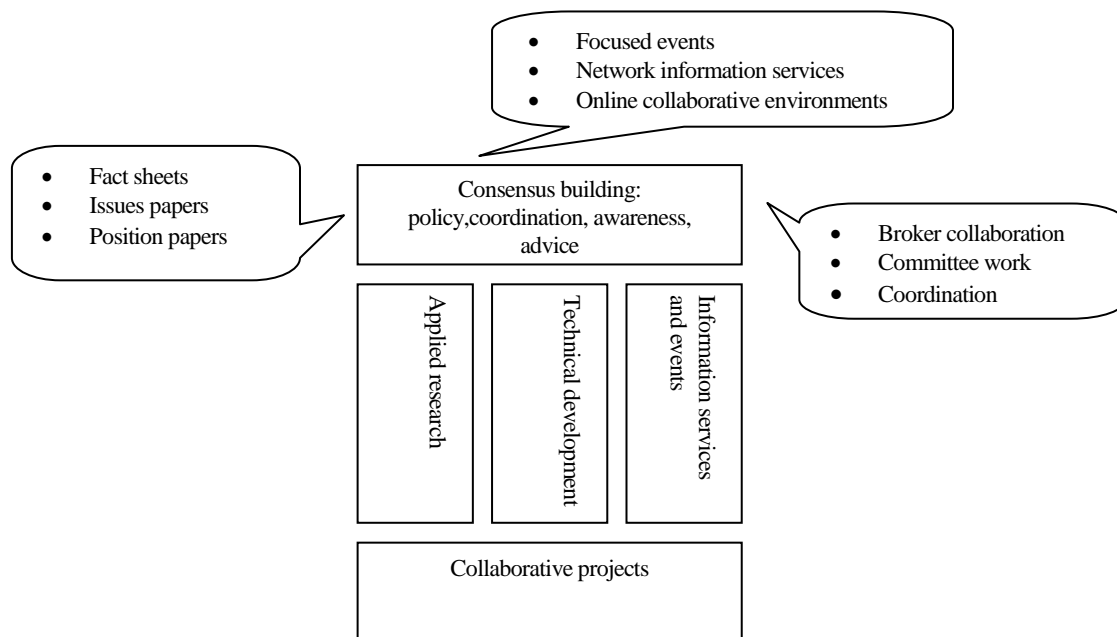 • Focused events
• Network information services
• Online collaborative environments
• Fact sheets
• Issues papers
• Position papers
Consensus building:
policy,coordination, awareness,
advice
• Broker collaboration
• Committee work
• Coordination
Applied research
Technical development
Information services
and events
Collaborative projects